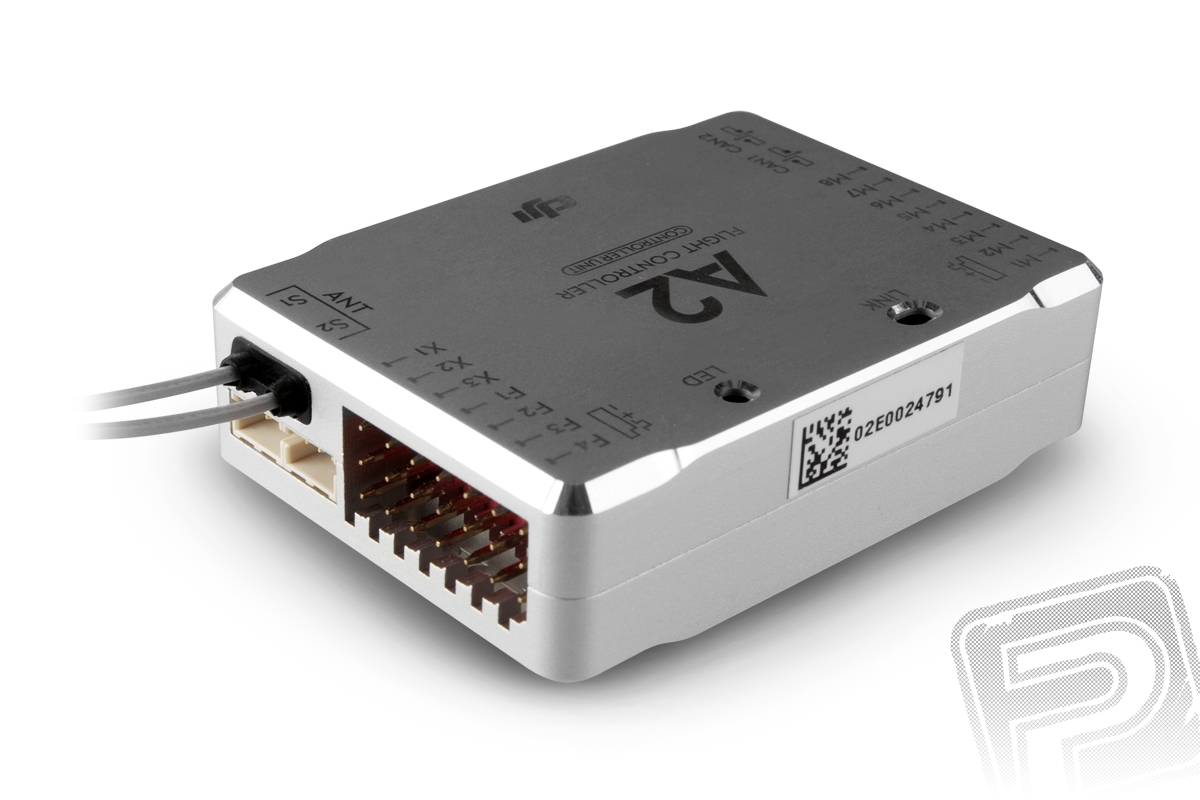 CAN2
CAN1
M8
M7
M6
M5
M4
M3
M2
M1
dji
A2
FLIGHT CONTROLLER
CONTROLLER UNIT
ANT
S1
S2
LINK
LED
X1
X2
X3
F1
F2
F3
F4
02E0024791
P